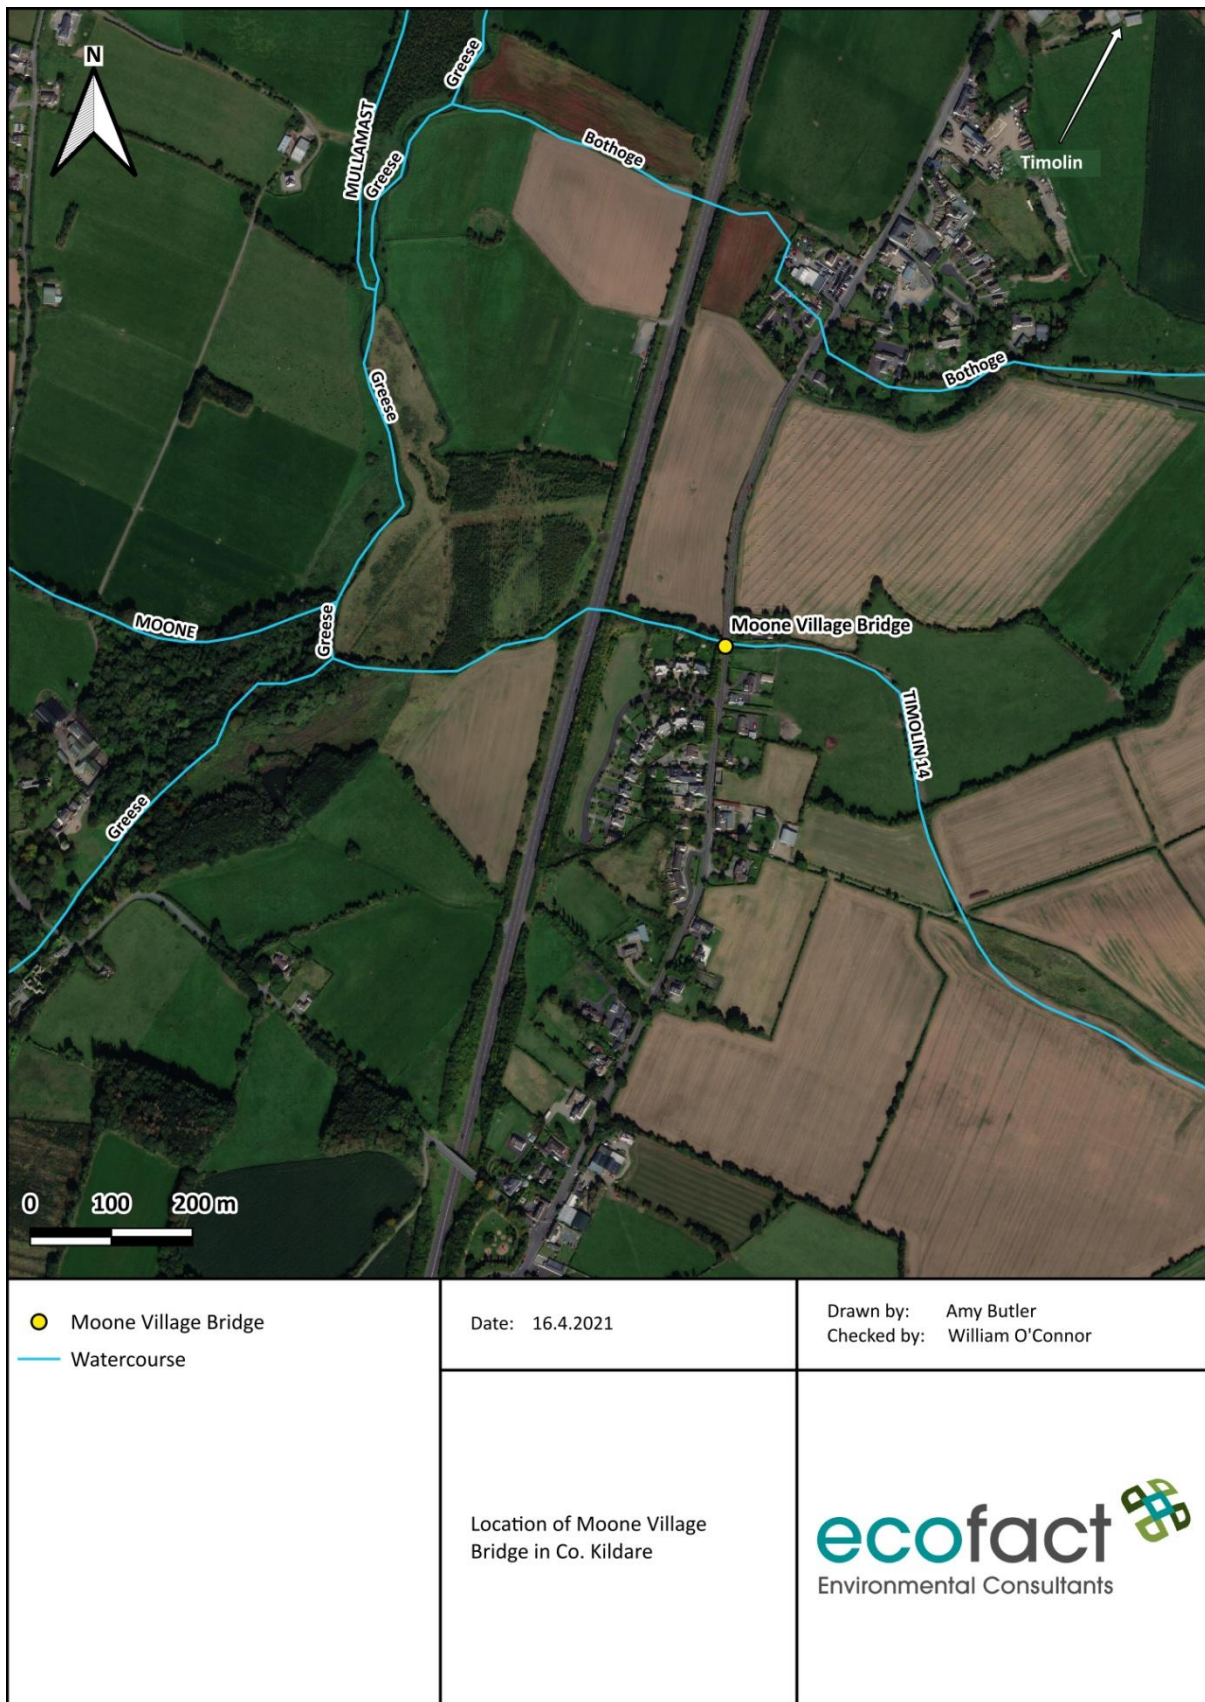 N
Greese
MULLAMAST
Greese
Bothoge
Timolin
Greese
Bothoge
MOONE
Greese
Moone Village Bridge
TIMOLIN 14
Greese
0 100 200 m
Moone Village Bridge
Watercourse
Date: 16.4.2021
Drawn by: Amy Butler
Checked by: William O'Connor
Location of Moone Village
Bridge in Co. Kildare
ecofact
Environmental Consultants